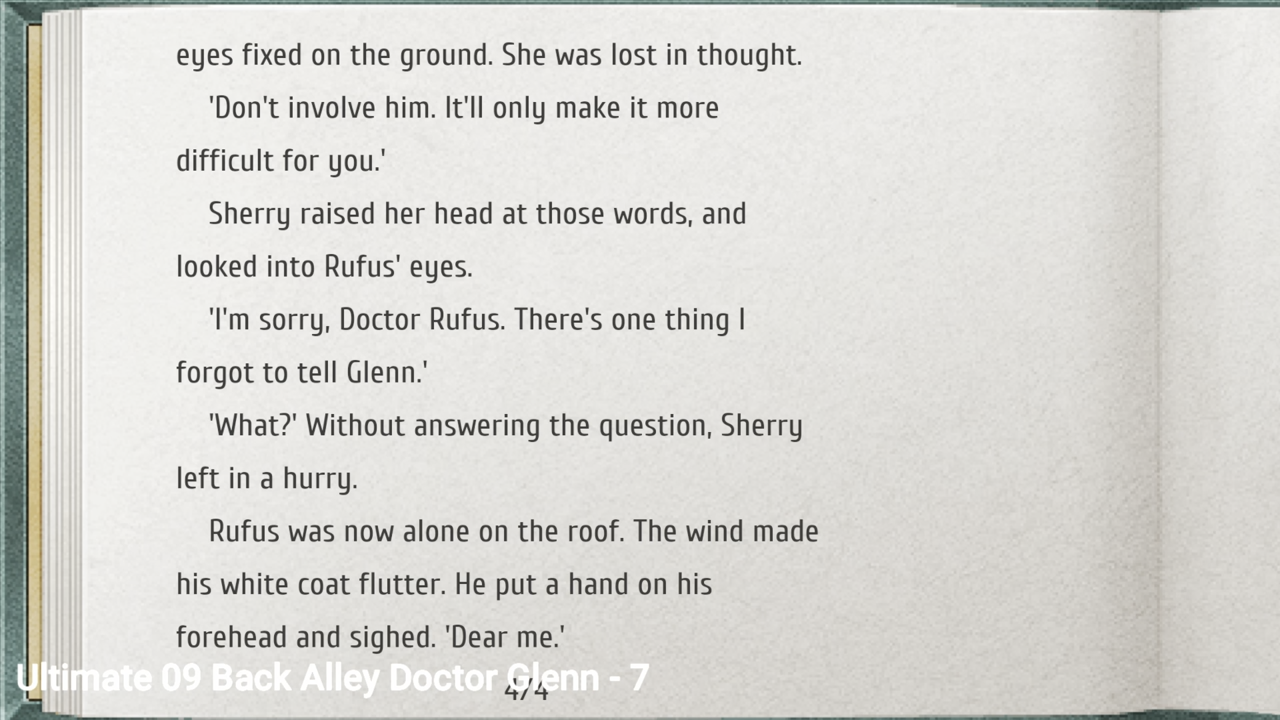 eyes fixed on the ground. She was lost in thought.
'Don't involve him. It'll only make it more
difficult for you.'
Sherry raised her head at those words, and
looked into Rufus' eyes.
'I'm sorry, Doctor Rufus. There's one thing I
forgot to tell Glenn.'
'What?' Without answering the question, Sherry
left in a hurry.
Rufus was now alone on the roof. The wind made
his white coat flutter. He put a hand on his
forehead and sighed. 'Dear me.'
Ultimate 09 Back Alley Doctor Glenn - 7
4/4